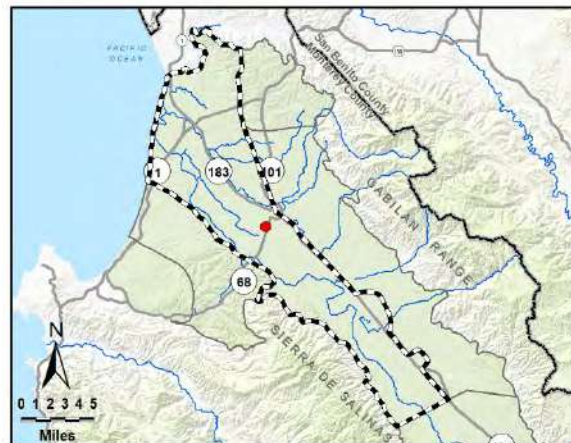 PACIFIC
OCEAN
1
San Benito County
Monterey County
1
183
101
GABILAN RANGE
68
SIERRA DE SALINAS
N
0 1 2 3 4 5
Miles